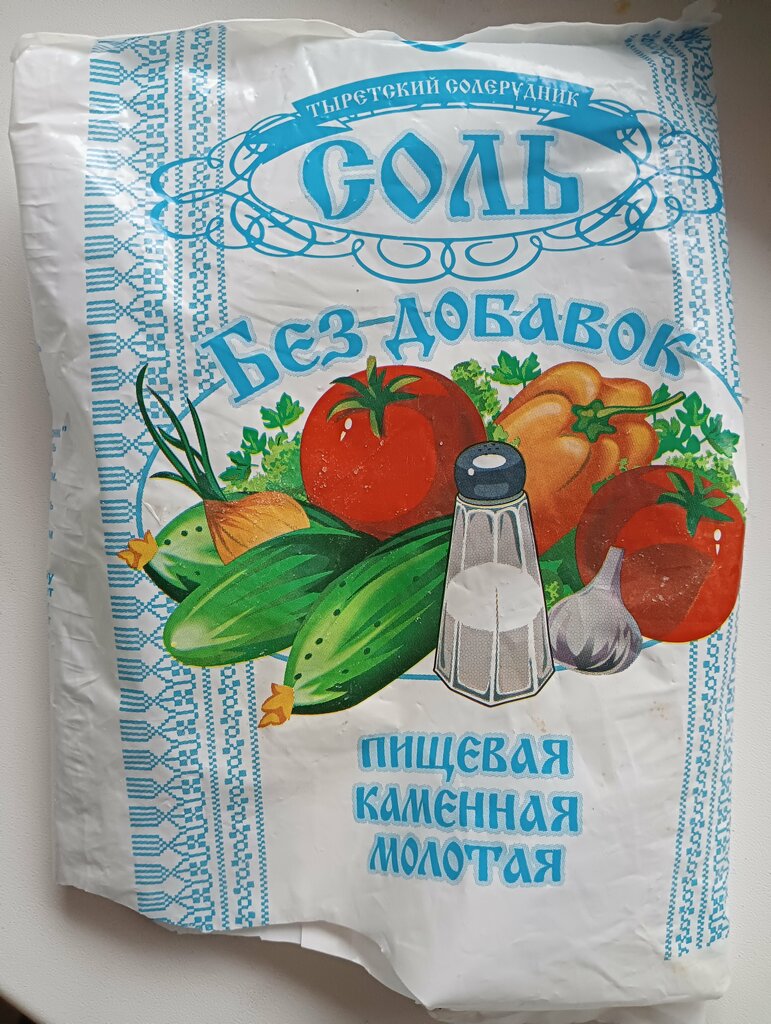 ТЫРЕТСКИЙ СОЛЕРУДНИК
СОЛЬ
БЕЗ ДОБАВОК
ПИЩЕВАЯ
КАМЕННАЯ
МОЛОТАЯ